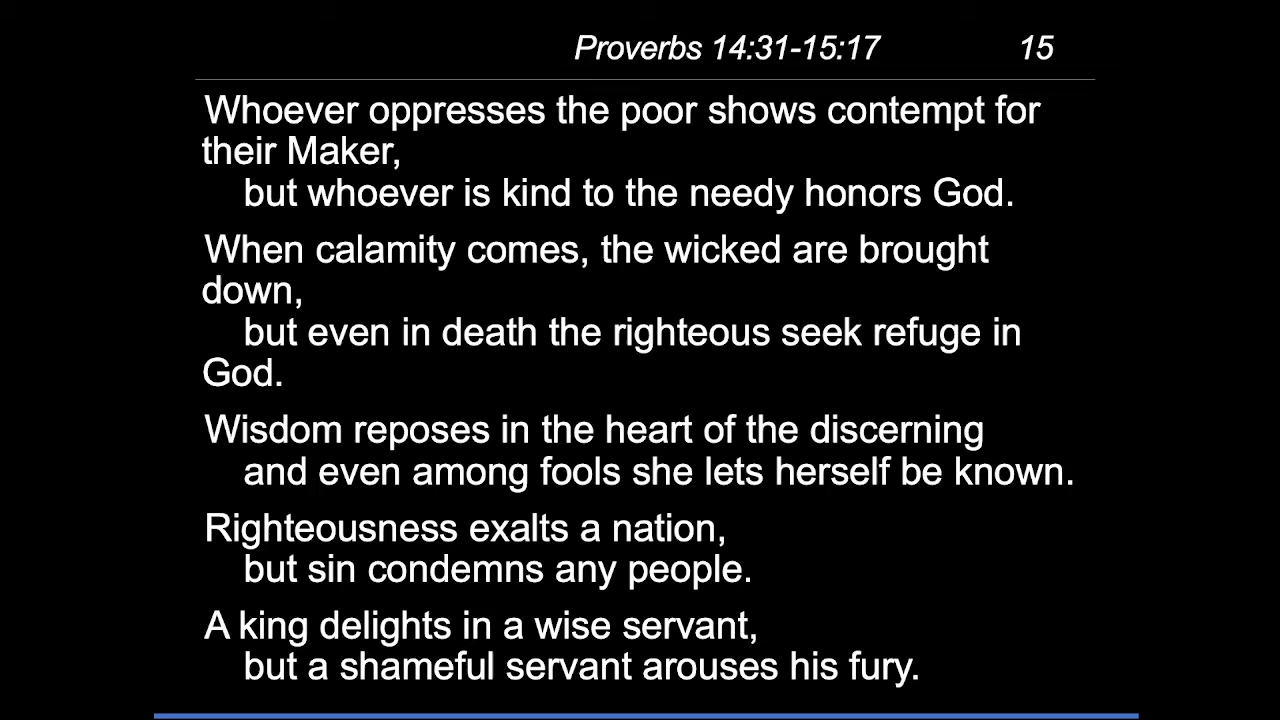 Proverbs 14:31-15:17 15
Whoever oppresses the poor shows contempt for
their Maker,
but whoever is kind to the needy honors God.
When calamity comes, the wicked are brought
down,
but even in death the righteous seek refuge in
God.
Wisdom reposes in the heart of the discerning
and even among fools she lets herself be known.
Righteousness exalts a nation,
but sin condemns any people.
A king delights in a wise servant,
but a shameful servant arouses his fury.